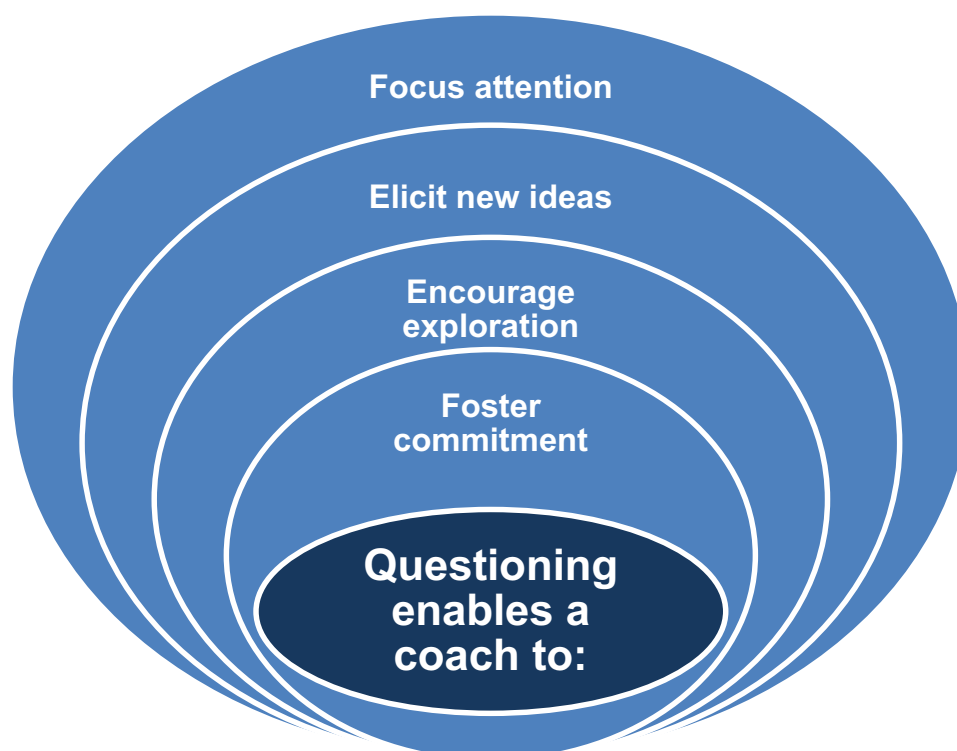 Focus attention
Elicit new ideas
Encourage
exploration
Foster
commitment
Questioning
enables a
coach to: